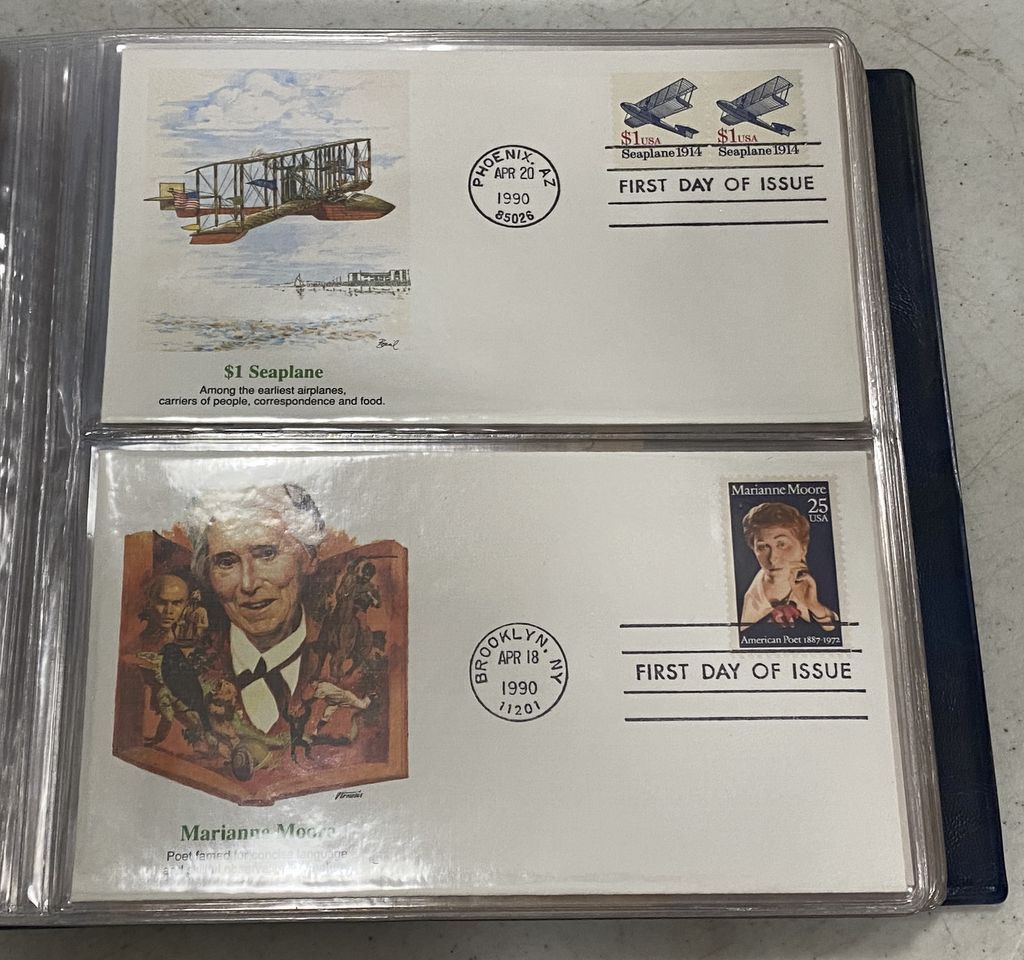 $1 USA
Seaplane 1914
$1 USA
Seaplane 1914
PHOENIX, AZ
APR 20
1990
85026
FIRST DAY OF ISSUE
$1 Seaplane
Among the earliest airplanes,
carriers of people, correspondence and food.
Marianne Moore
25
USA
American Poet 1887-1972
BROOKLYN, NY
APR 18
1990
11201
FIRST DAY OF ISSUE
Marianne Moore
Poet famed for concise language
and